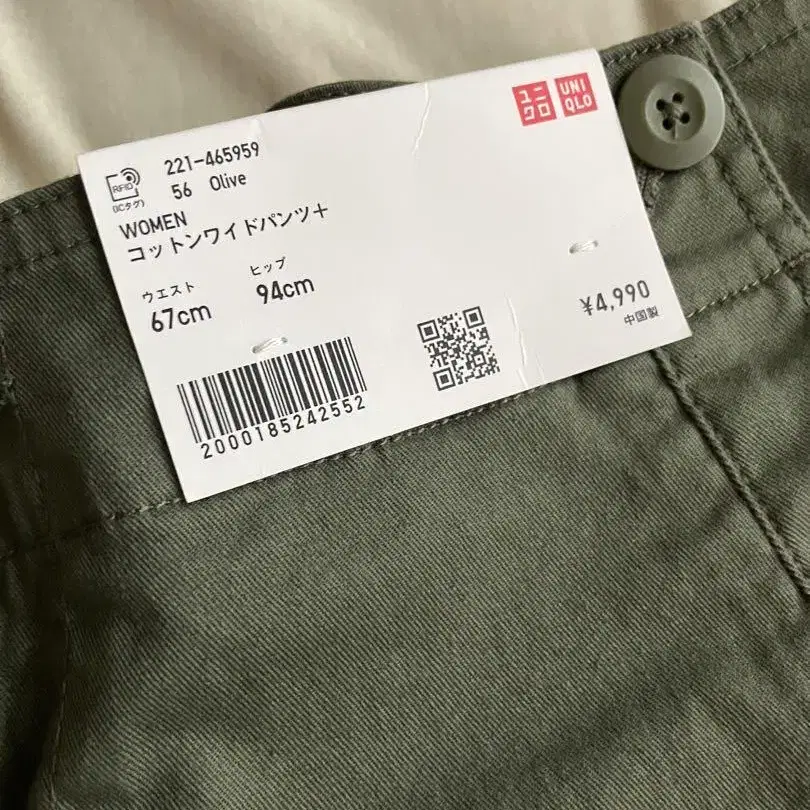 ユニクロ
UNIQLO
RFID
(ICタグ)
221-465959
56 Olive
WOMEN
コットンワイドパンツ+
ウエスト ヒップ
67cm 94cm
¥4,990
中国製
2000185242552